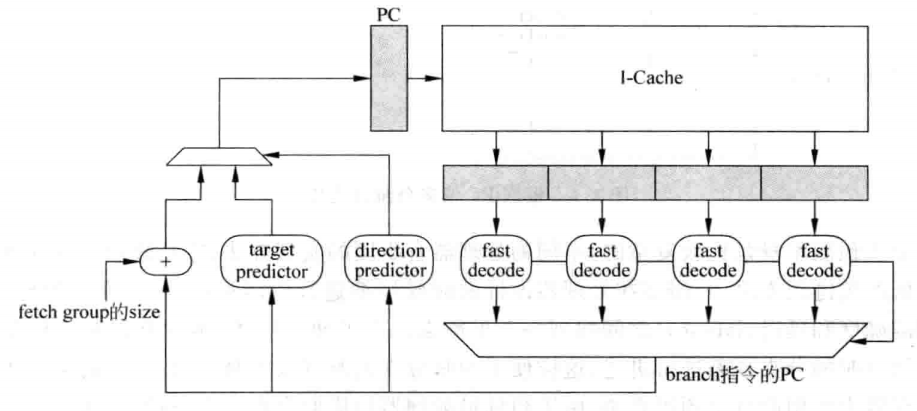 PC
I-Cache
target
predictor
direction
predictor
fast
decode
fast
decode
fast
decode
fast
decode
+
fetch group的size
branch指令的PC